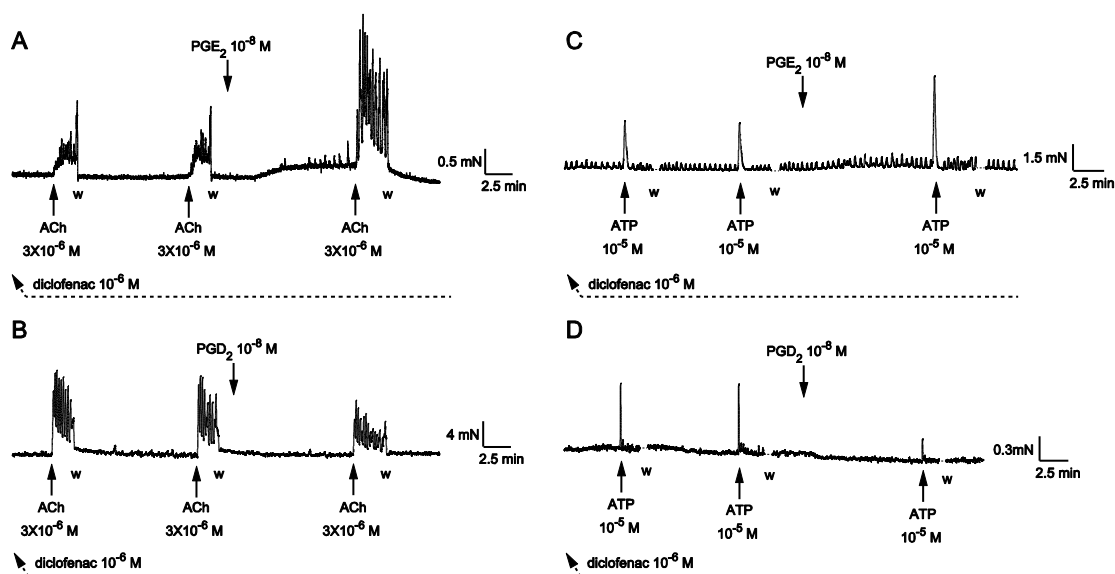 A
PGE2 10-8 M
0.5 mN
2.5 min
w w w
ACh ACh ACh
3X10-6 M 3X10-6 M 3X10-6 M
diclofenac 10-6 M
B
PGD2 10-8 M
4 mN
2.5 min
w w w
ACh ACh ACh
3X10-6 M 3X10-6 M 3X10-6 M
diclofenac 10-6 M
C
PGE2 10-8 M
1.5 mN
2.5 min
w w w
ATP ATP ATP
10-5 M 10-5 M 10-5 M
diclofenac 10-6 M
D
PGD2 10-8 M
0.3mN
2.5 min
w w w
ATP ATP ATP
10-5 M 10-5 M 10-5 M
diclofenac 10-6 M